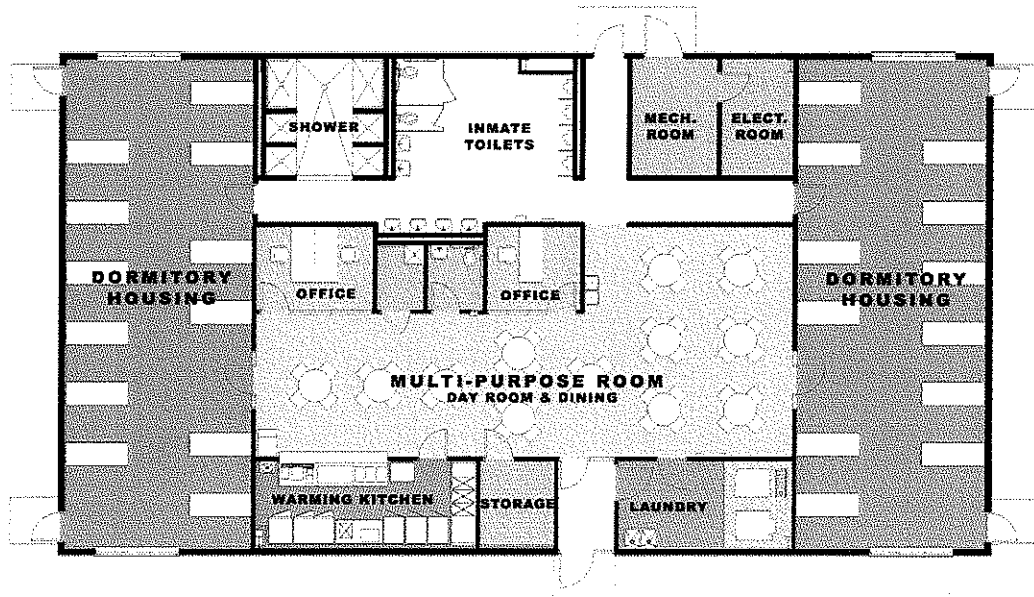 SHOWER
INMATE
TOILETS
MECH.
ROOM
ELECT.
ROOM
DORMITORY
HOUSING
OFFICE
OFFICE
DORMITORY
HOUSING
MULTI-PURPOSE ROOM
DAY ROOM & DINING
WARMING KITCHEN
STORAGE
LAUNDRY